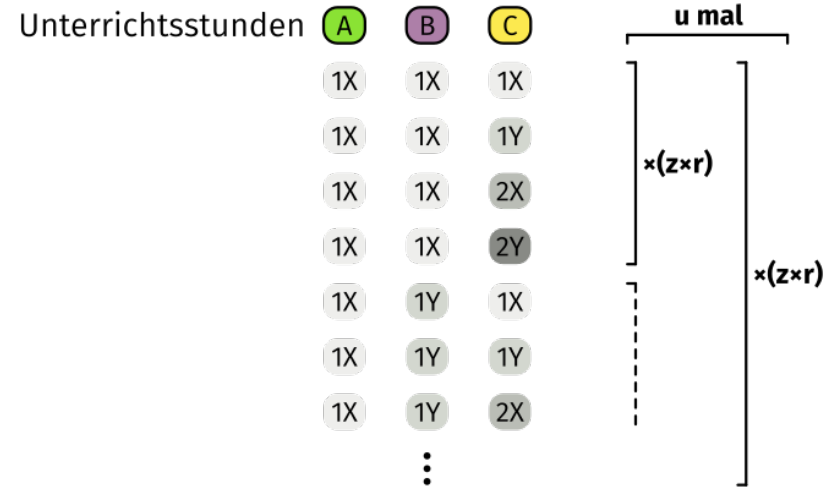 Unterrichtsstunden A B C
u mal
1X 1X 1X
1X 1X 1Y
×(z×r)
1X 1X 2X
1X 1X 2Y
×(z×r)
1X 1Y 1X
1X 1Y 1Y
1X 1Y 2X